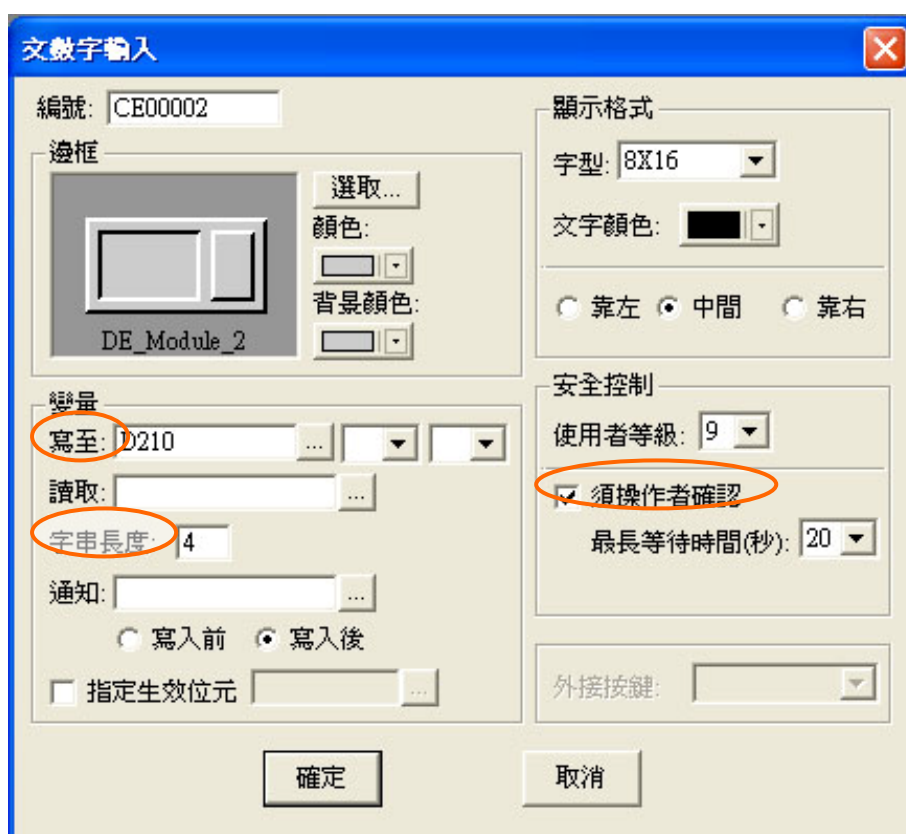 文數字輸入
編號: CE00002
邊框
DE_Module_2
選取...
顏色:
背景顏色:
變量
寫至: D210 ...
讀取: ...
字串長度: 4
通知: ...
寫入前 寫入後
指定生效位元 ...
顯示格式
字型: 8X16
文字顏色:
靠左 中間 靠右
安全控制
使用者等級: 9
須操作者確認
最長等待時間(秒): 20
外接按鍵:
確定 取消